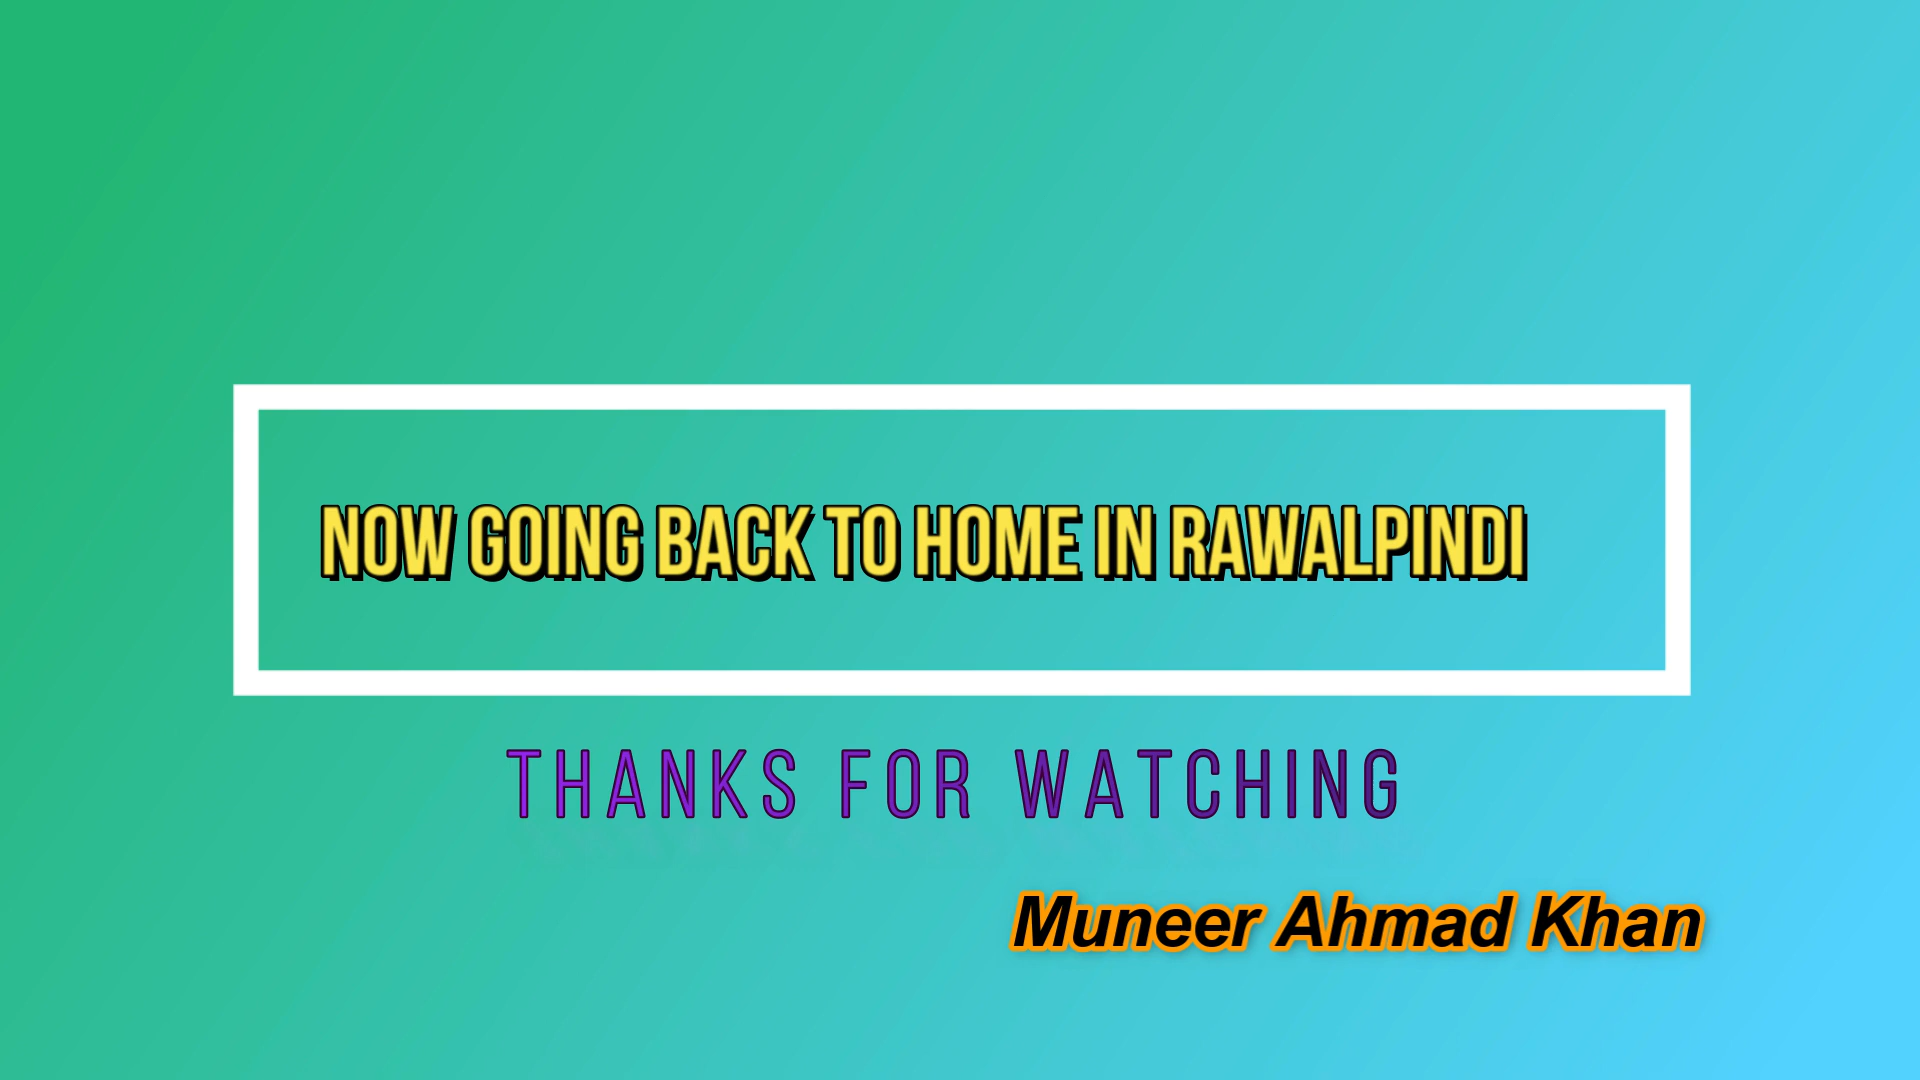 NOW GOING BACK TO HOME IN RAWALPINDI
THANKS FOR WATCHING
Muneer Ahmad Khan